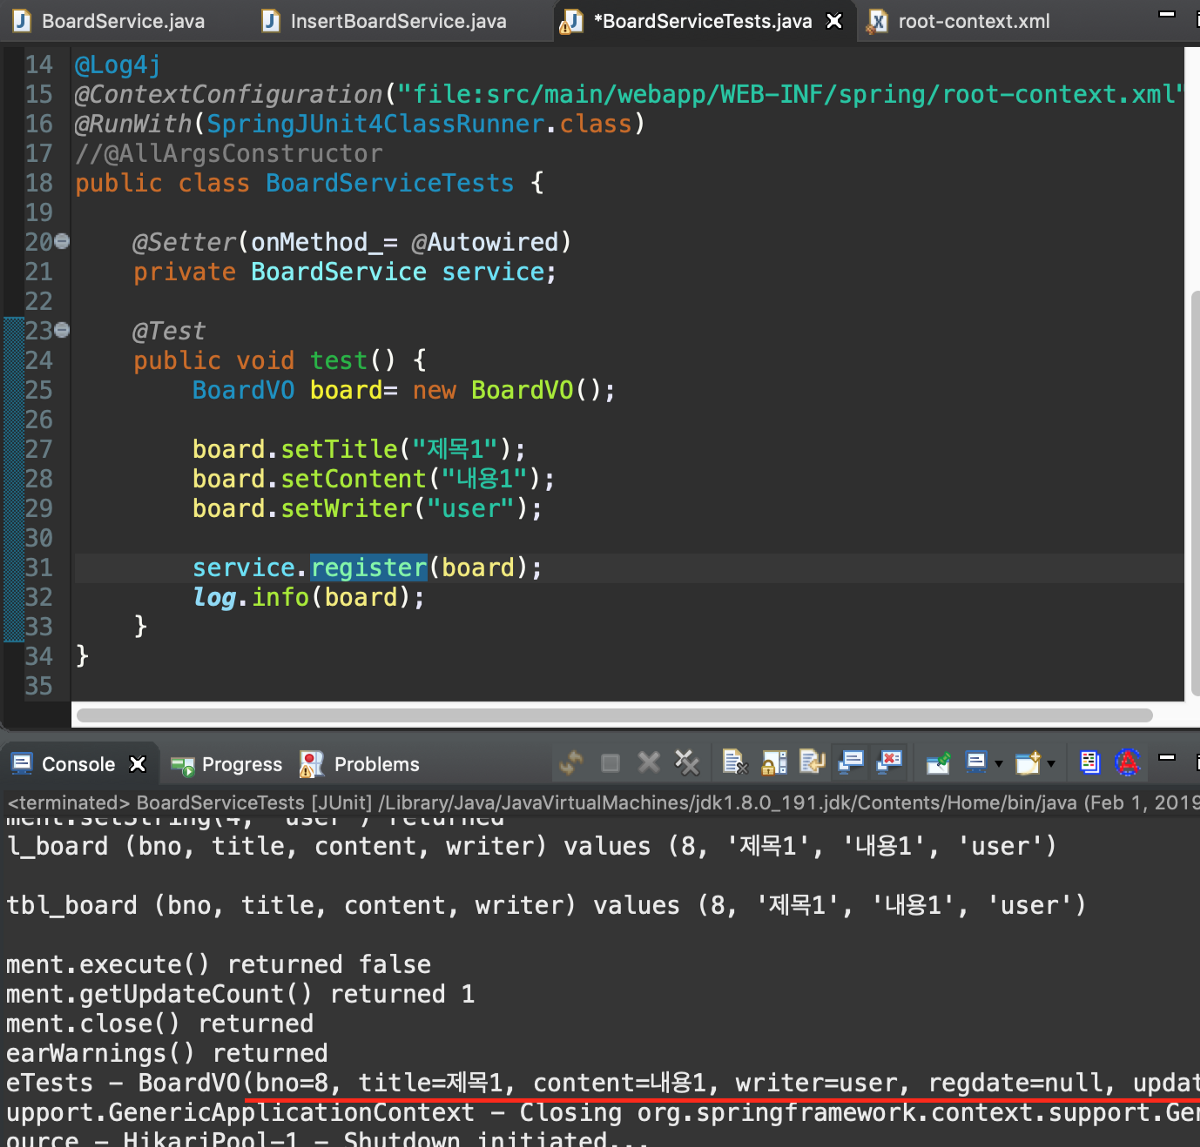 BoardService.java InsertBoardService.java *BoardServiceTests.java root-context.xml
14 @Log4j
15 @ContextConfiguration("file:src/main/webapp/WEB-INF/spring/root-context.xml"
16 @RunWith(SpringJUnit4ClassRunner.class)
17 //@AllArgsConstructor
18 public class BoardServiceTests {
19
20 @Setter(onMethod_= @Autowired)
21 private BoardService service;
22
23 @Test
24 public void test() {
25 BoardVO board= new BoardVO();
26
27 board.setTitle("제목1");
28 board.setContent("내용1");
29 board.setWriter("user");
30
31 service.register(board);
32 log.info(board);
33 }
34 }
35
Console Progress Problems
<terminated> BoardServiceTests [JUnit] /Library/Java/JavaVirtualMachines/jdk1.8.0_191.jdk/Contents/Home/bin/java (Feb 1, 2019
ment.setString(4, "user") returned
l_board (bno, title, content, writer) values (8, '제목1', '내용1', 'user')
tbl_board (bno, title, content, writer) values (8, '제목1', '내용1', 'user')
ment.execute() returned false
ment.getUpdateCount() returned 1
ment.close() returned
earWarnings() returned
eTests - BoardVO(bno=8, title=제목1, content=내용1, writer=user, regdate=null, updat
upport.GenericApplicationContext - Closing org.springframework.context.support.Ge
ource - HikariPool-1 - Shutdown initiated...